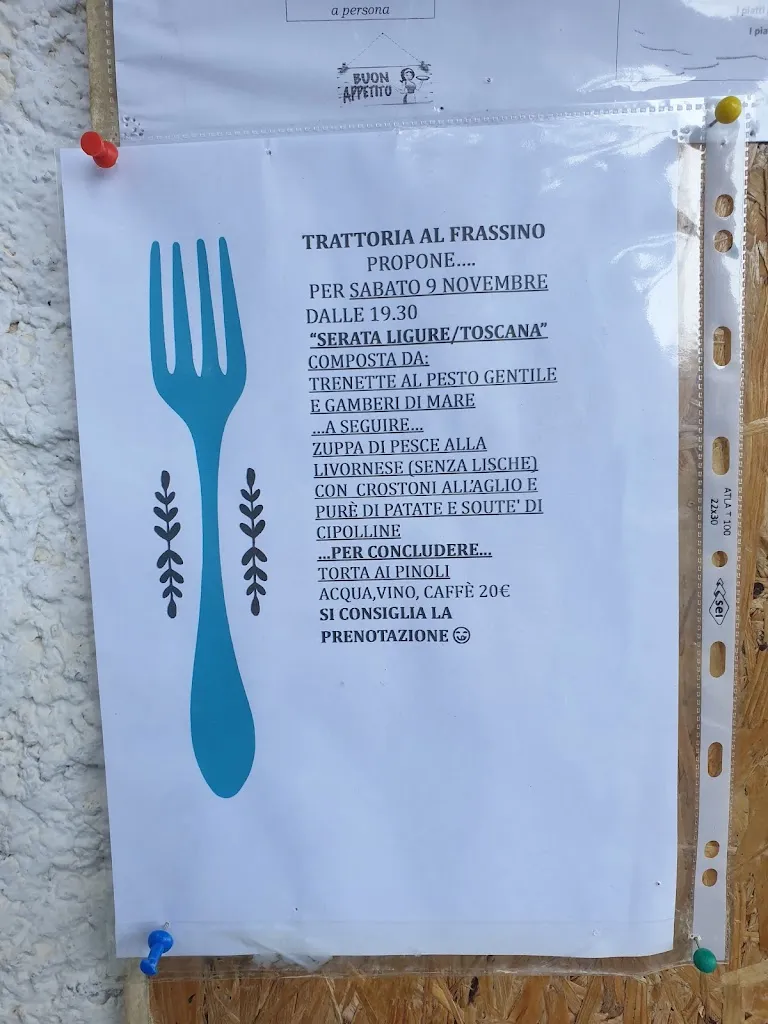 a persona
BUON
APPETITO
I piatti
I pia
TRATTORIA AL FRASSINO
PROPONE....
PER SABATO 9 NOVEMBRE
DALLE 19.30
“SERATA LIGURE/TOSCANA”
COMPOSTA DA:
TRENETTE AL PESTO GENTILE
E GAMBERI DI MARE
...A SEGUIRE...
ZUPPA DI PESCE ALLA
LIVORNESE (SENZA LISCHE)
CON CROSTONI ALL'AGLIO E
PURÈ DI PATATE E SOUTE' DI
CIPOLLINE
...PER CONCLUDERE...
TORTA AI PINOLI
ACQUA,VINO, CAFFÈ 20€
SI CONSIGLIA LA
PRENOTAZIONE 😉
ATLA T 100
22x30
sei